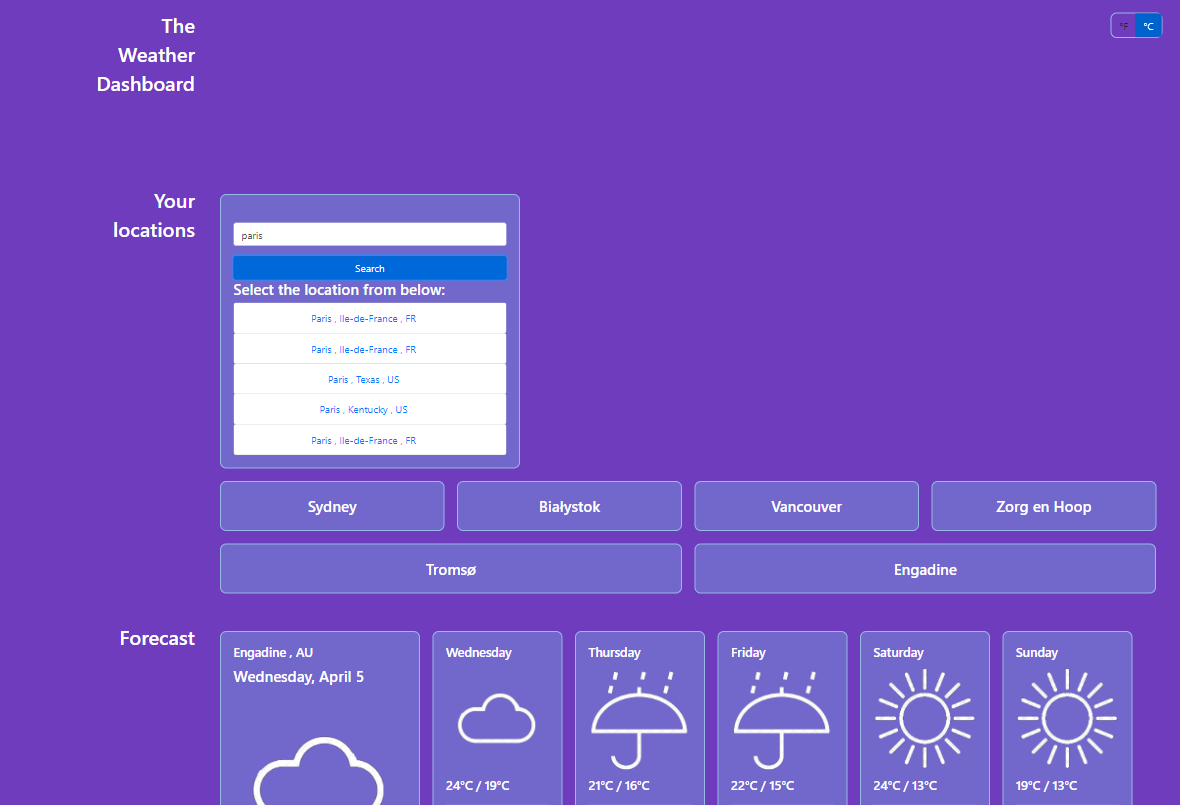 The
Weather
Dashboard
°F °C
Your
locations
paris
Search
Select the location from below:
Paris , Ile-de-France , FR
Paris , Ile-de-France , FR
Paris , Texas , US
Paris , Kentucky , US
Paris , Ile-de-France , FR
Sydney
Białystok
Vancouver
Zorg en Hoop
Tromsø
Engadine
Forecast
Engadine , AU
Wednesday, April 5
Wednesday
24°C / 19°C
Thursday
21°C / 16°C
Friday
22°C / 15°C
Saturday
24°C / 13°C
Sunday
19°C / 13°C